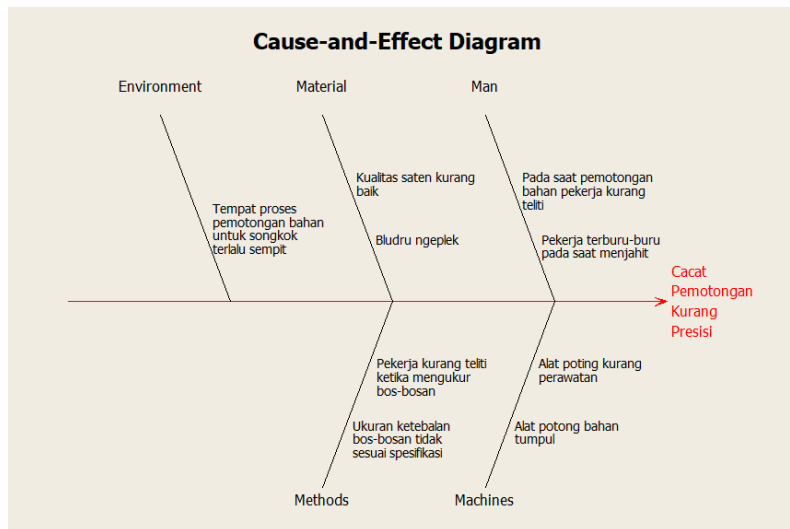 Cause-and-Effect Diagram
Environment
Material
Man
Tempat proses
pemotongan bahan
untuk songkok
terlalu sempit
Kualitas saten kurang
baik
Bludru ngeplek
Pada saat pemotongan
bahan pekerja kurang
teliti
Pekerja terburu-buru
pada saat menjahit
Cacat
Pemotongan
Kurang
Presisi
Pekerja kurang teliti
ketika mengukur
bos-bosan
Ukuran ketebalan
bos-bosan tidak
sesuai spesifikasi
Alat poting kurang
perawatan
Alat potong bahan
tumpul
Methods
Machines